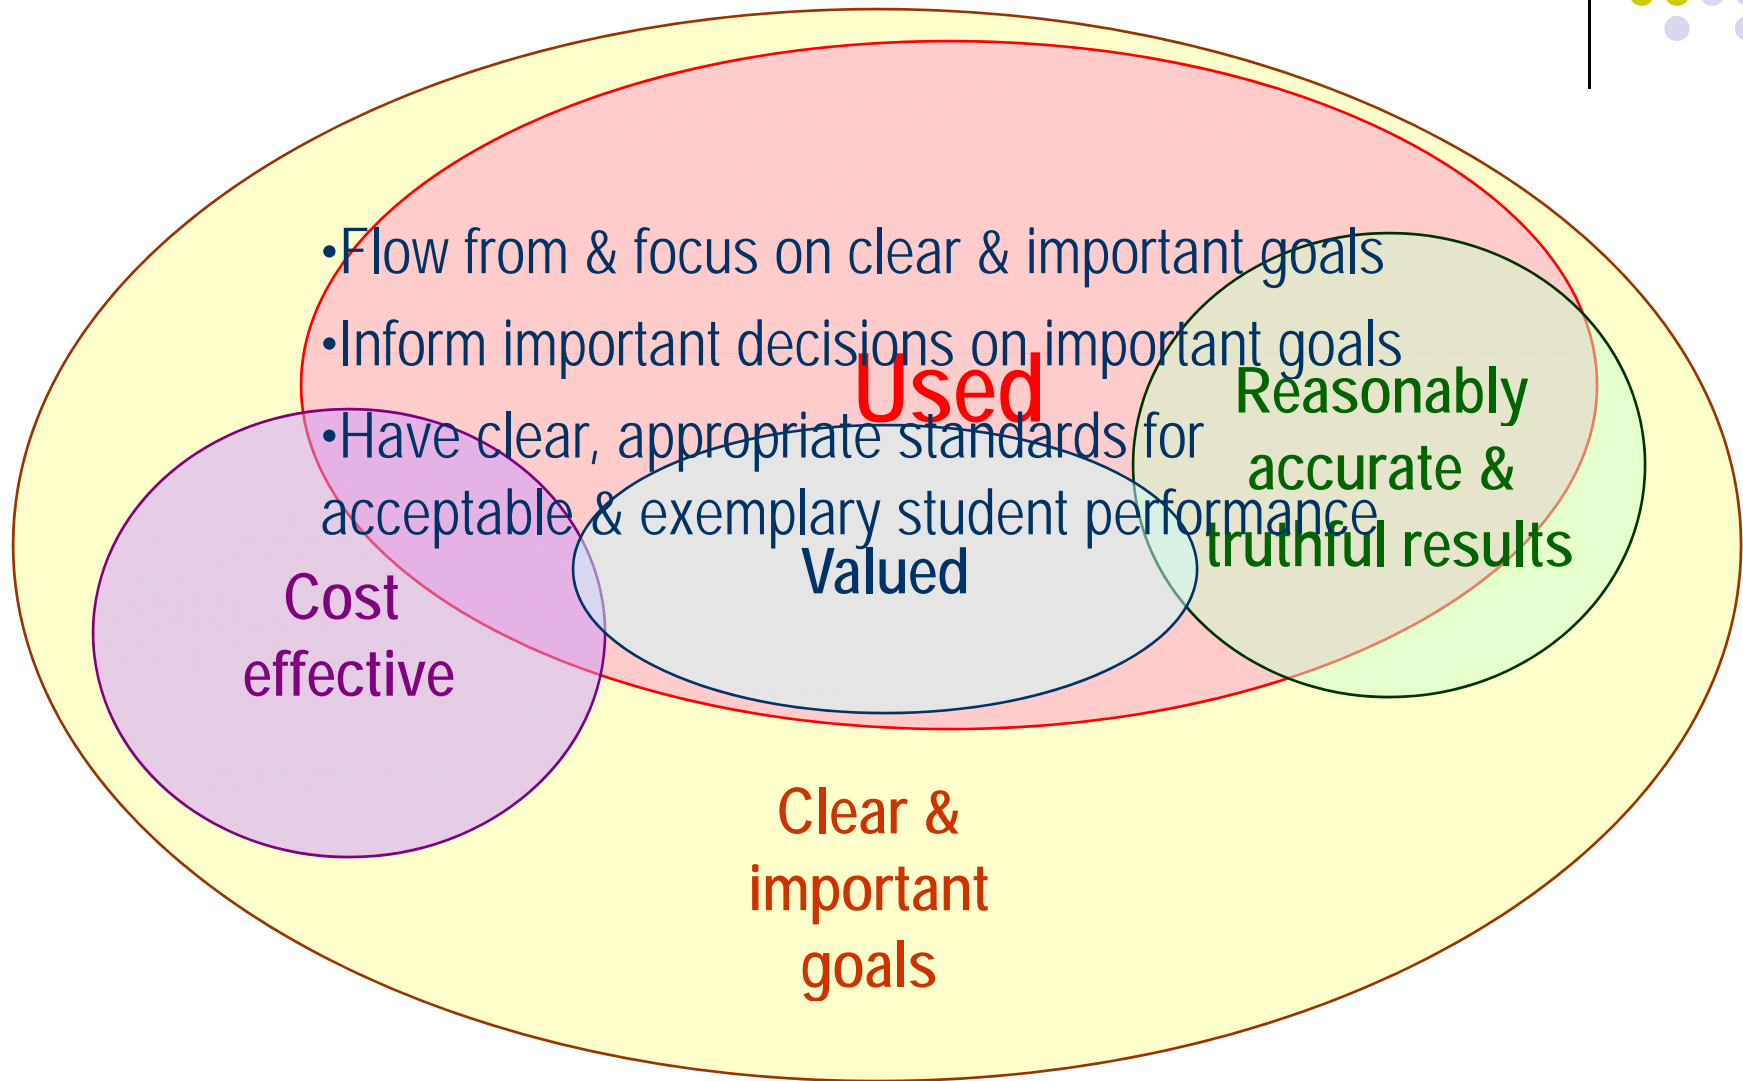 •Flow from & focus on clear & important goals
•Inform important decisions on important goals
Used
•Have clear, appropriate standards for
acceptable & exemplary student performance
Reasonably
accurate &
truthful results
Valued
Cost
effective
Clear &
important
goals